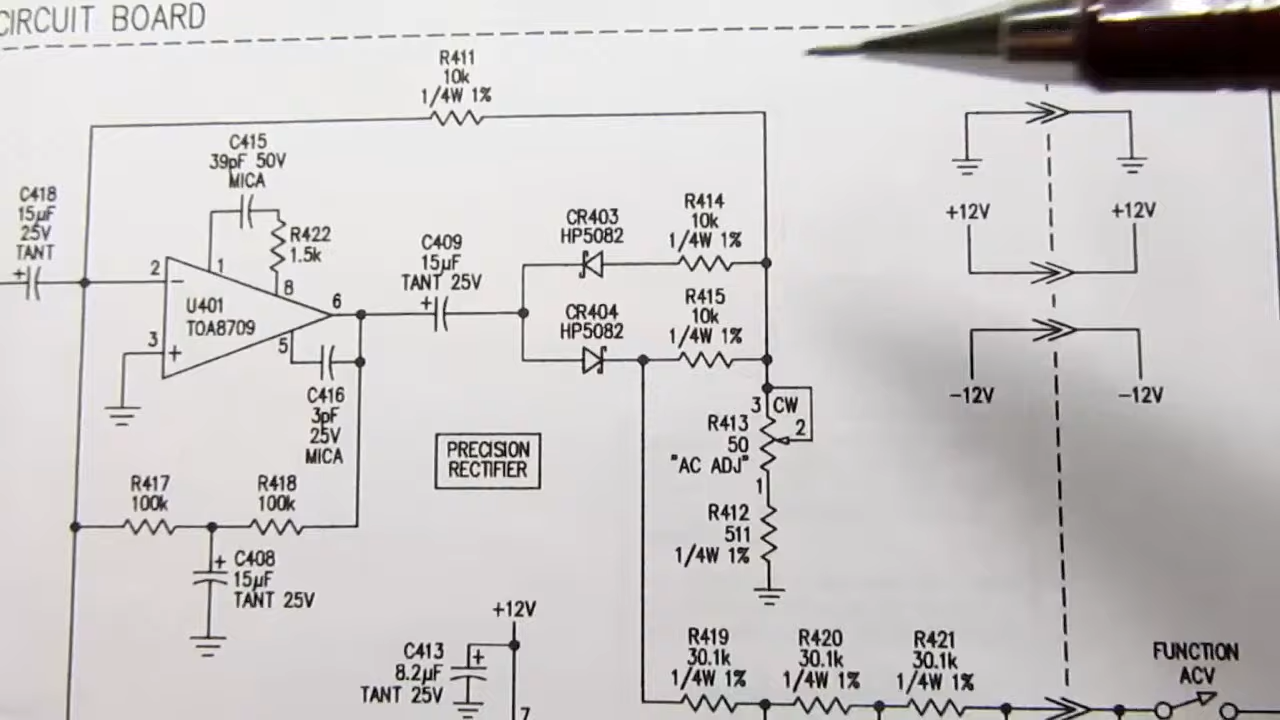 CIRCUIT BOARD
R411
10k
1/4W 1%
C415
39pF 50V
MICA
C418
15µF
25V
TANT
+
R422
1.5k
C409
15µF
TANT 25V
+
CR403
HP5082
R414
10k
1/4W 1%
+12V
+12V
2
−
1
8
U401
TOA8709
6
3
+
5
CR404
HP5082
R415
10k
1/4W 1%
−12V
−12V
C416
3pF
25V
MICA
3 CW
R413
50
"AC ADJ"
2
1
PRECISION
RECTIFIER
R417
100k
R418
100k
R412
511
1/4W 1%
+ C408
15µF
TANT 25V
+12V
C413
8.2µF
TANT 25V
+
7
R419
30.1k
1/4W 1%
R420
30.1k
1/4W 1%
R421
30.1k
1/4W 1%
FUNCTION
ACV